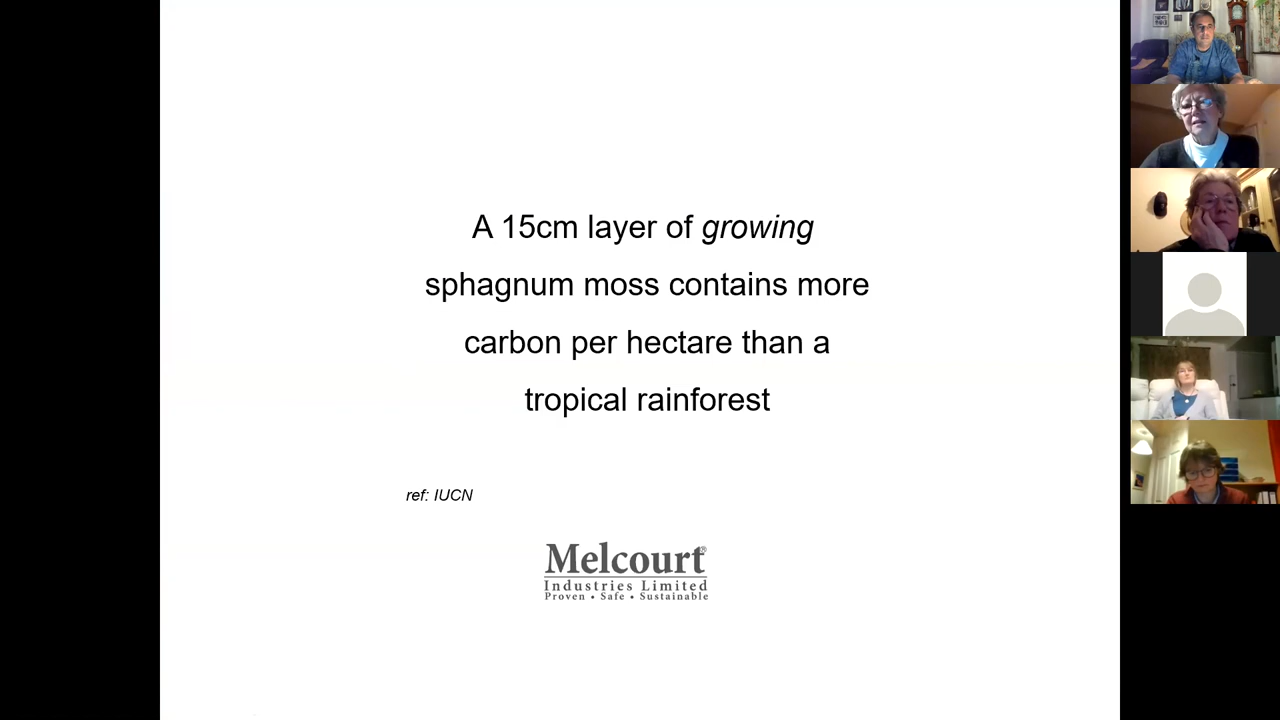 A 15cm layer of growing
sphagnum moss contains more
carbon per hectare than a
tropical rainforest
ref: IUCN
Melcourt®
Industries Limited
Proven • Safe • Sustainable